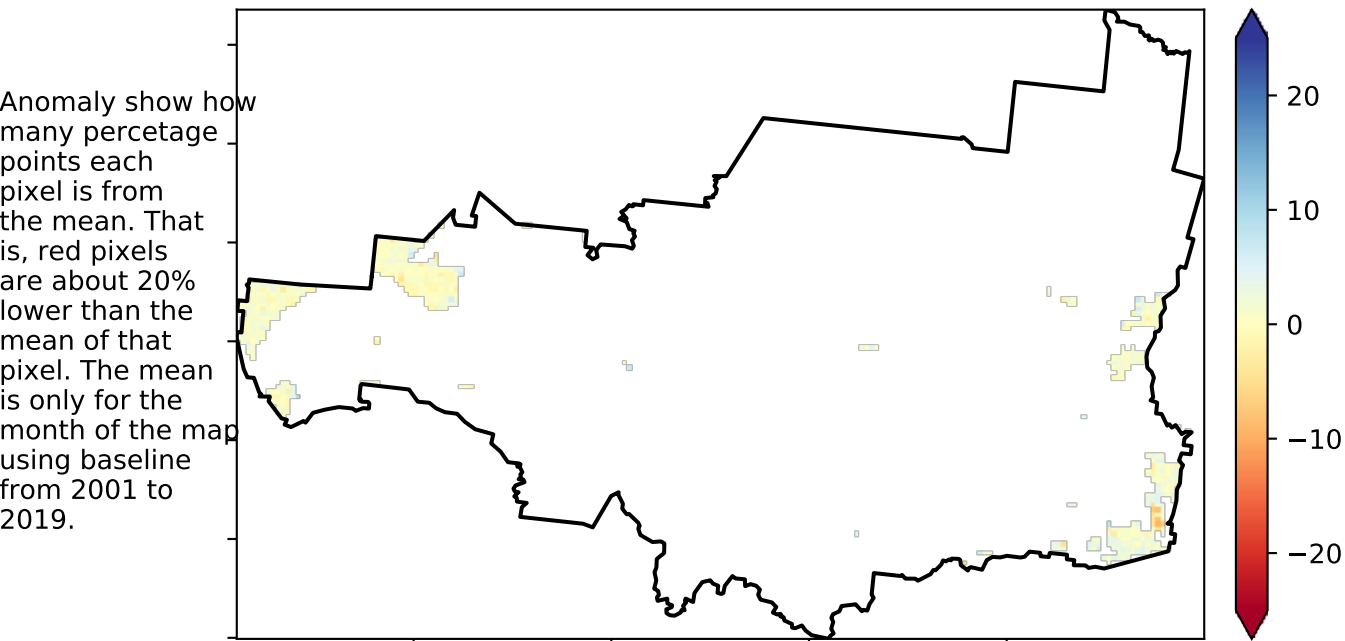 Anomaly show how
many percetage
points each
pixel is from
the mean. That
is, red pixels
are about 20%
lower than the
mean of that
pixel. The mean
is only for the
month of the map
using baseline
from 2001 to
2019.
20
10
0
−10
−20